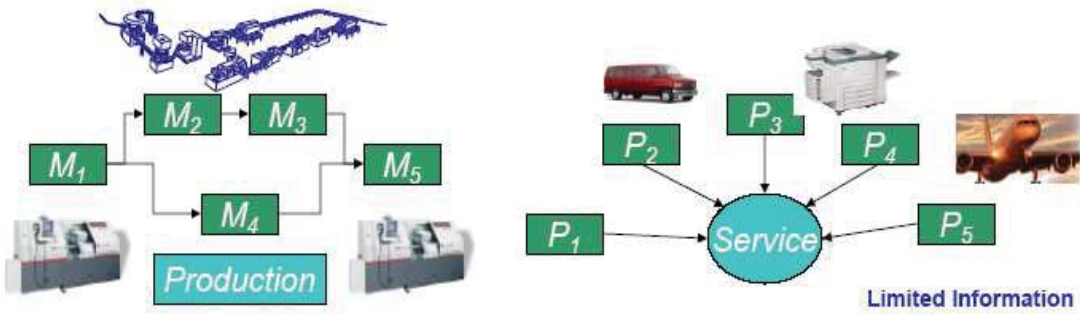 M₂
M₃
M₁
M₅
M₄
Production
P₃
P₂
P₄
P₁
Service
P₅
Limited Information